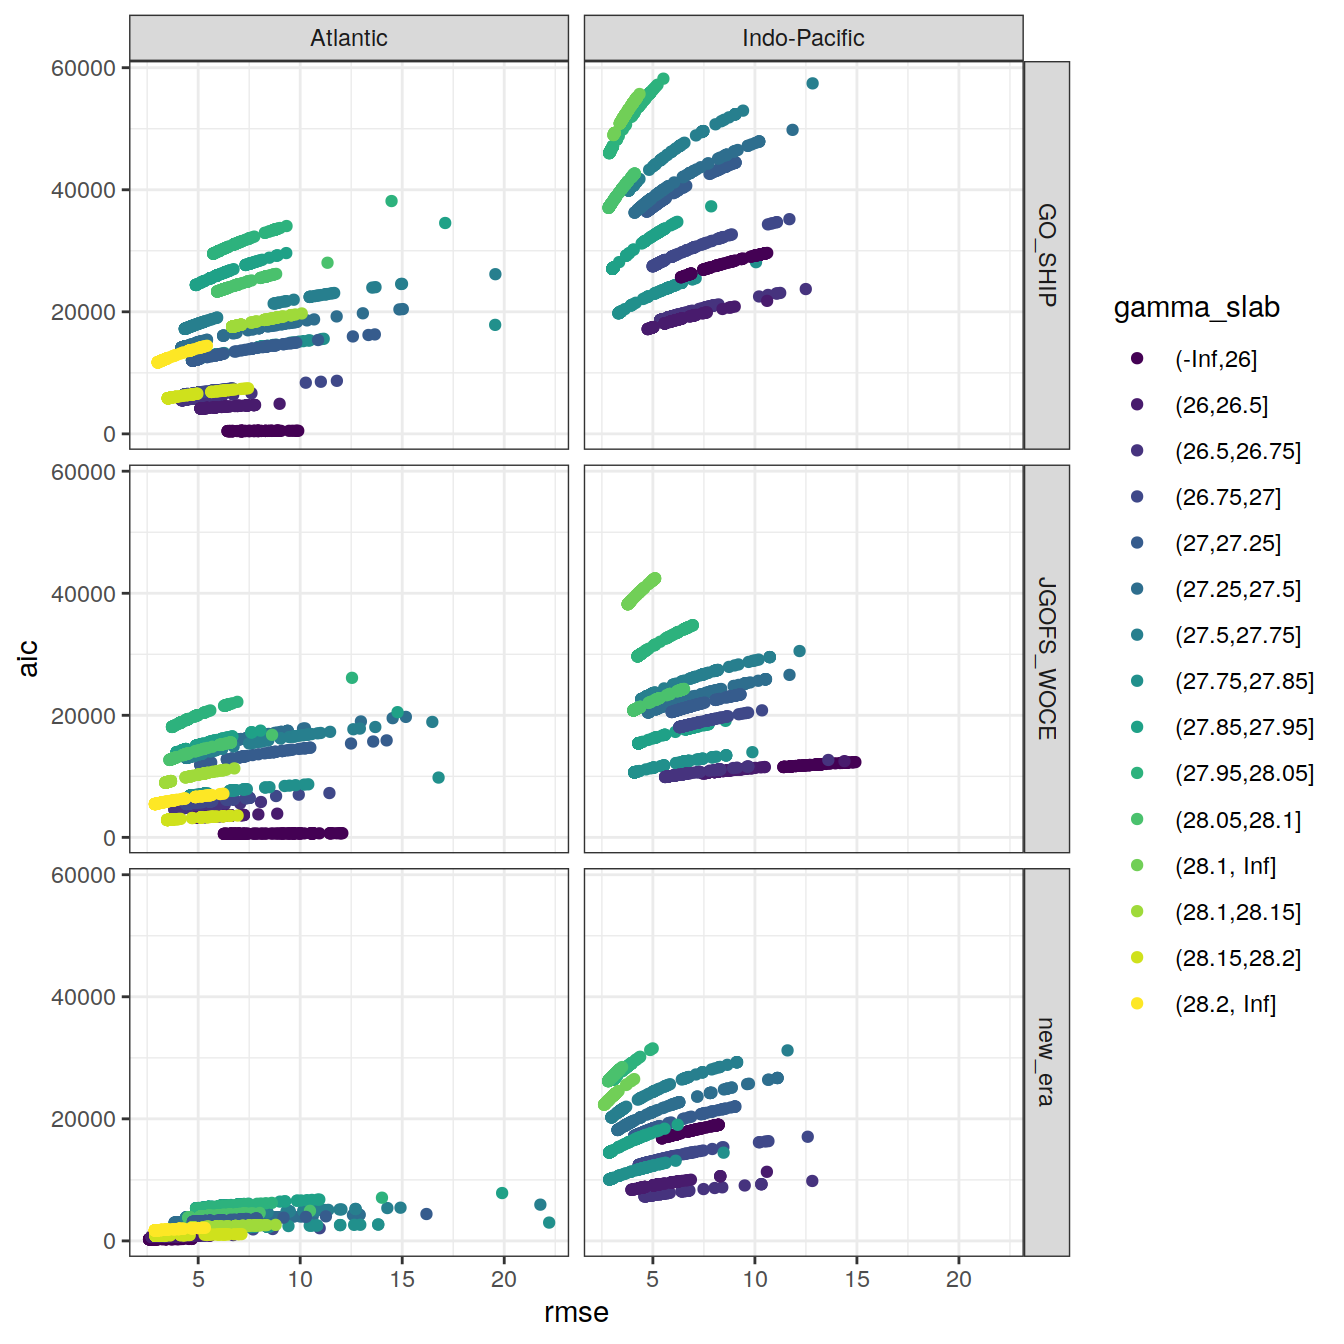 Atlantic
Indo-Pacific
60000
40000
20000
0
GO_SHIP
60000
40000
20000
0
JGOFS_WOCE
60000
40000
20000
0
new_era
5
10
15
20
5
10
15
20
rmse
aic
gamma_slab
(-Inf,26]
(26,26.5]
(26.5,26.75]
(26.75,27]
(27,27.25]
(27.25,27.5]
(27.5,27.75]
(27.75,27.85]
(27.85,27.95]
(27.95,28.05]
(28.05,28.1]
(28.1, Inf]
(28.1,28.15]
(28.15,28.2]
(28.2, Inf]